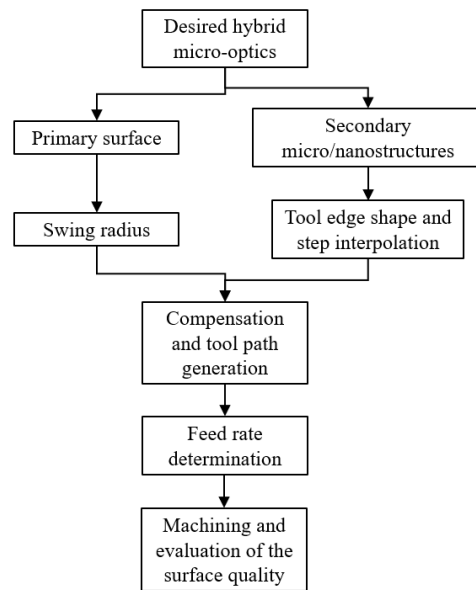 Desired hybrid
micro-optics
Primary surface
Secondary
micro/nanostructures
Swing radius
Tool edge shape and
step interpolation
Compensation
and tool path
generation
Feed rate
determination
Machining and
evaluation of the
surface quality